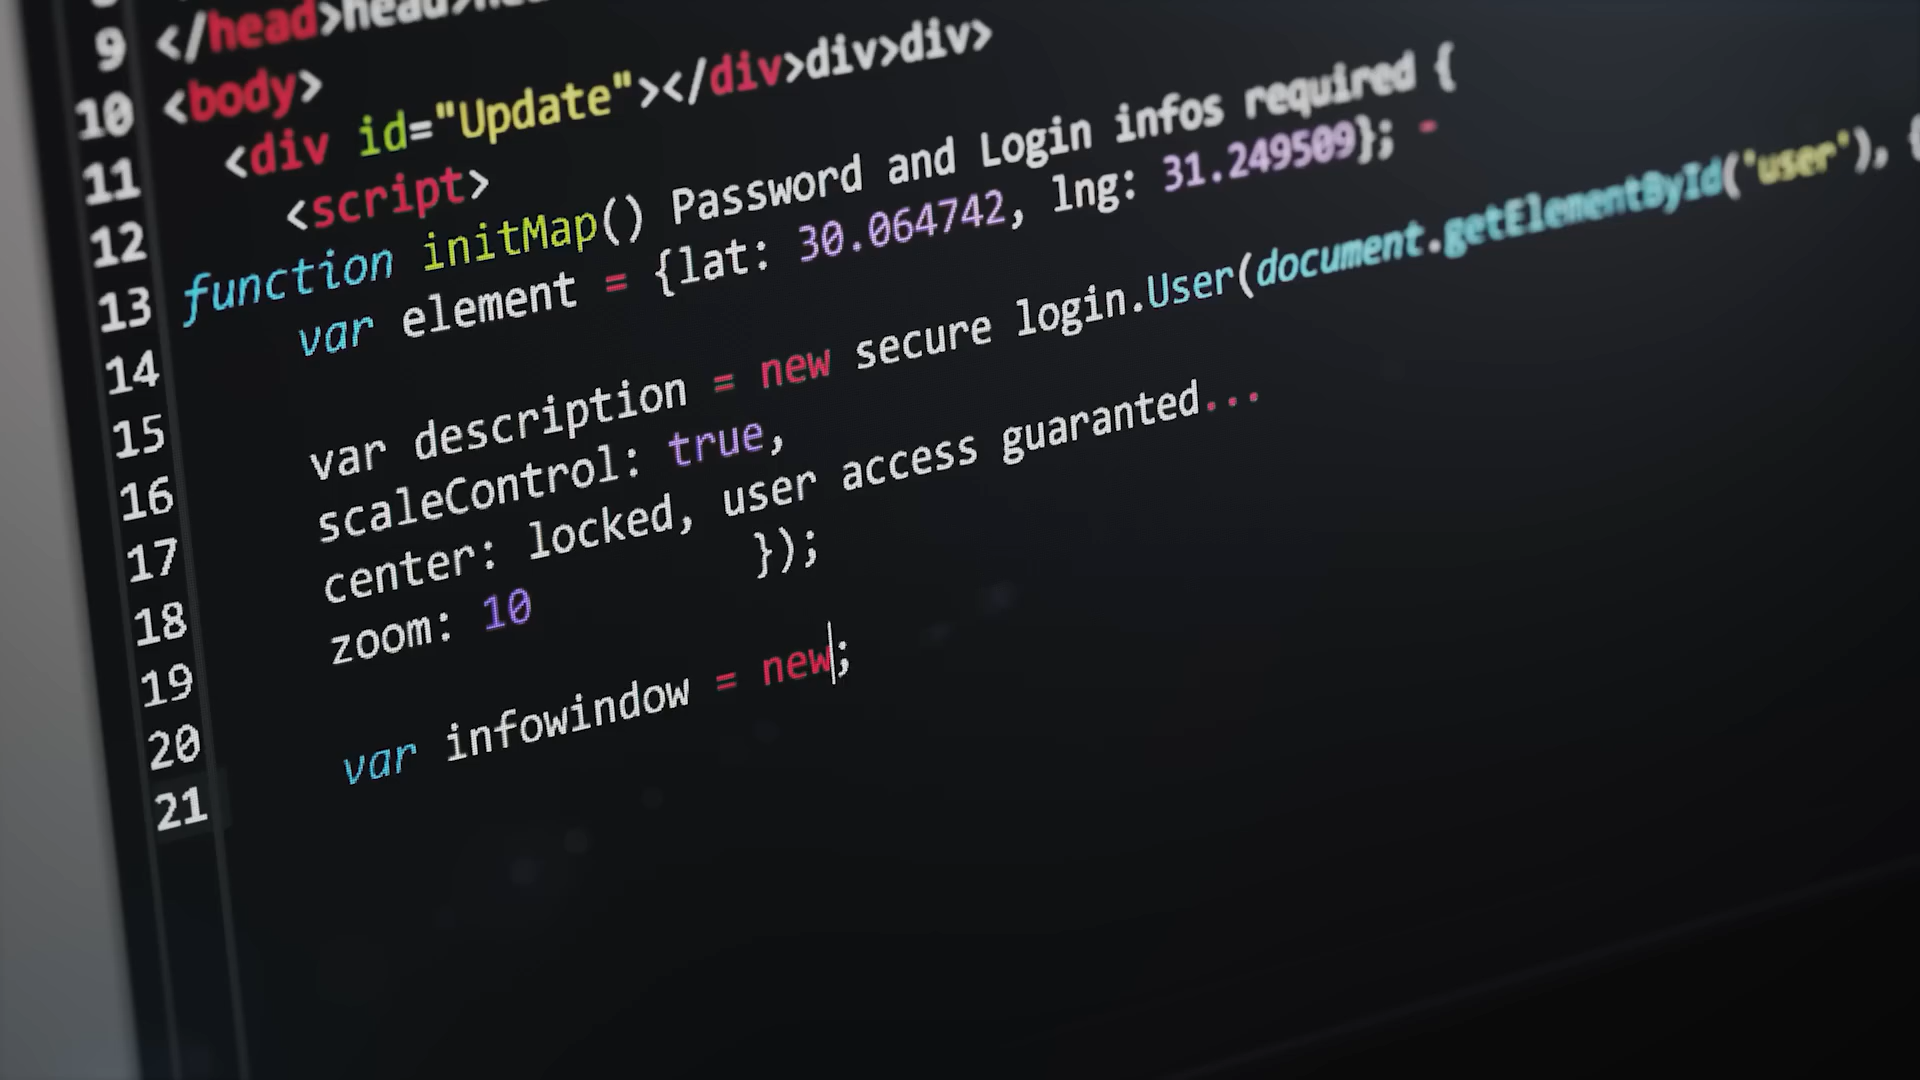 9 </head>head>
10 <body>
11 <div id="Update"></div>div>div>
12 <script>
13 function initMap() Password and Login infos required {
14 var element = {lat: 30.064742, lng: 31.249509}; -
15
16 var description = new secure login.User(document.getElementById('user'), {
17 scaleControl: true,
18 center: locked, user access guaranted...
19 zoom: 10 });
20
21 var infowindow = new;